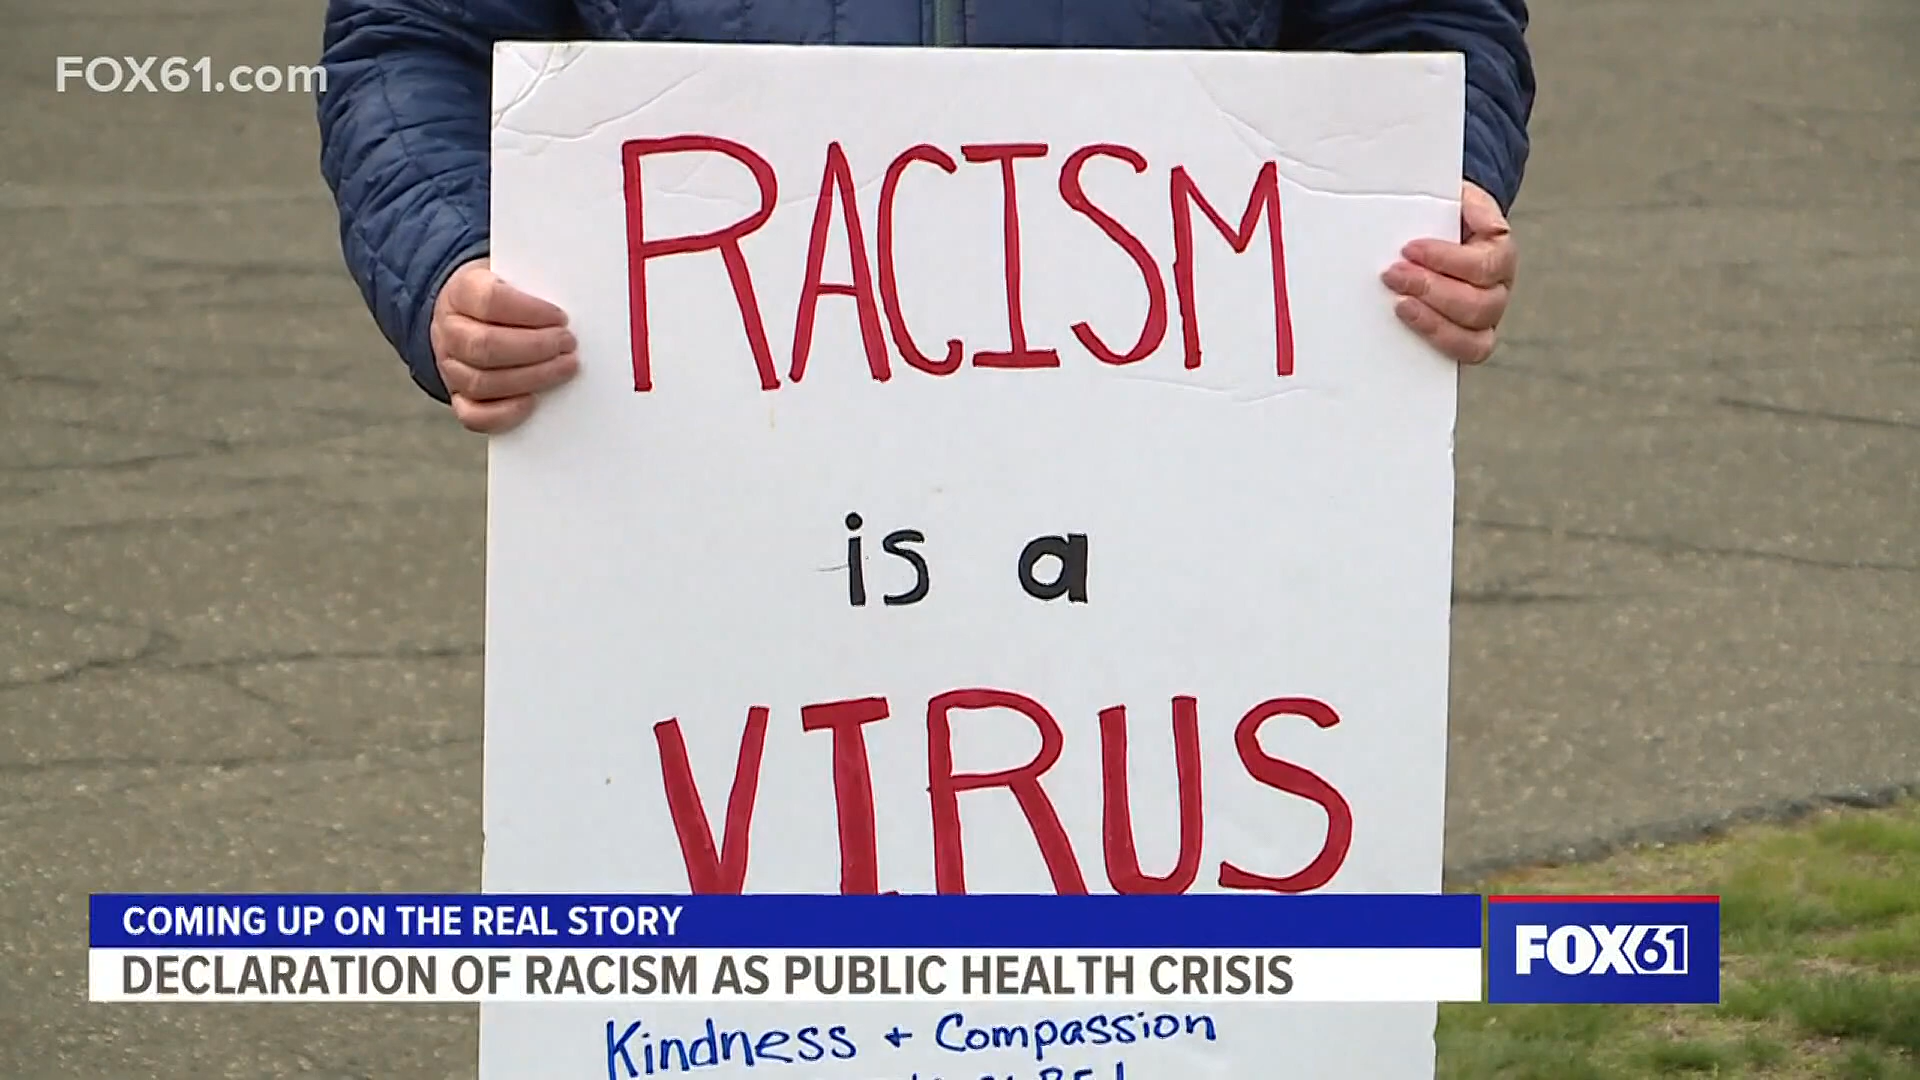 FOX61.com
RACISM
is a
VIRUS
COMING UP ON THE REAL STORY
DECLARATION OF RACISM AS PUBLIC HEALTH CRISIS
FOX61
Kindness + Compassion